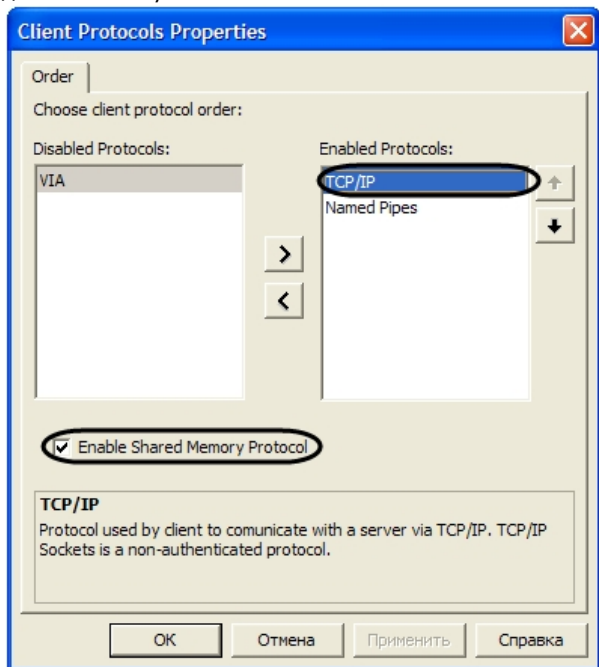 Client Protocols Properties
Order
Choose client protocol order:
Disabled Protocols:
Enabled Protocols:
VIA
TCP/IP
Named Pipes
>
<
Enable Shared Memory Protocol
TCP/IP
Protocol used by client to comunicate with a server via TCP/IP. TCP/IP
Sockets is a non-authenticated protocol.
OK
Отмена
Применить
Справка